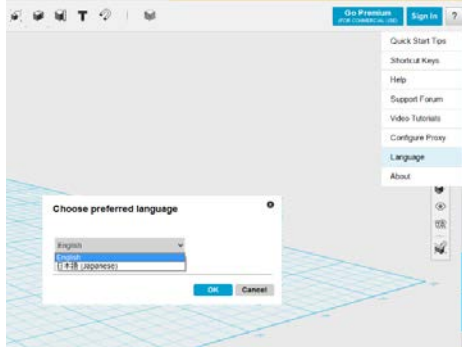 T
Go Premium
(FOR COMMERCIAL USE)
Sign In
?
Quick Start Tips
Shortcut Keys
Help
Support Forum
Video Tutorials
Configure Proxy
Language
About
Choose preferred language
English
English
日本語 (Japanese)
OK
Cancel